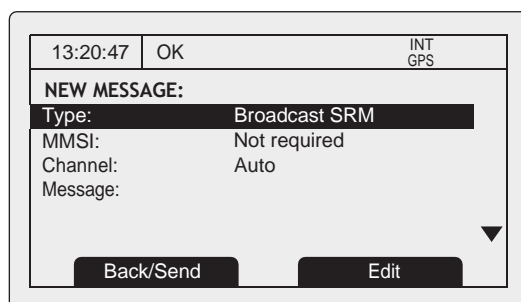 13:20:47 OK INT
GPS
NEW MESSAGE:
Type: Broadcast SRM
MMSI: Not required
Channel: Auto
Message:
Back/Send Edit